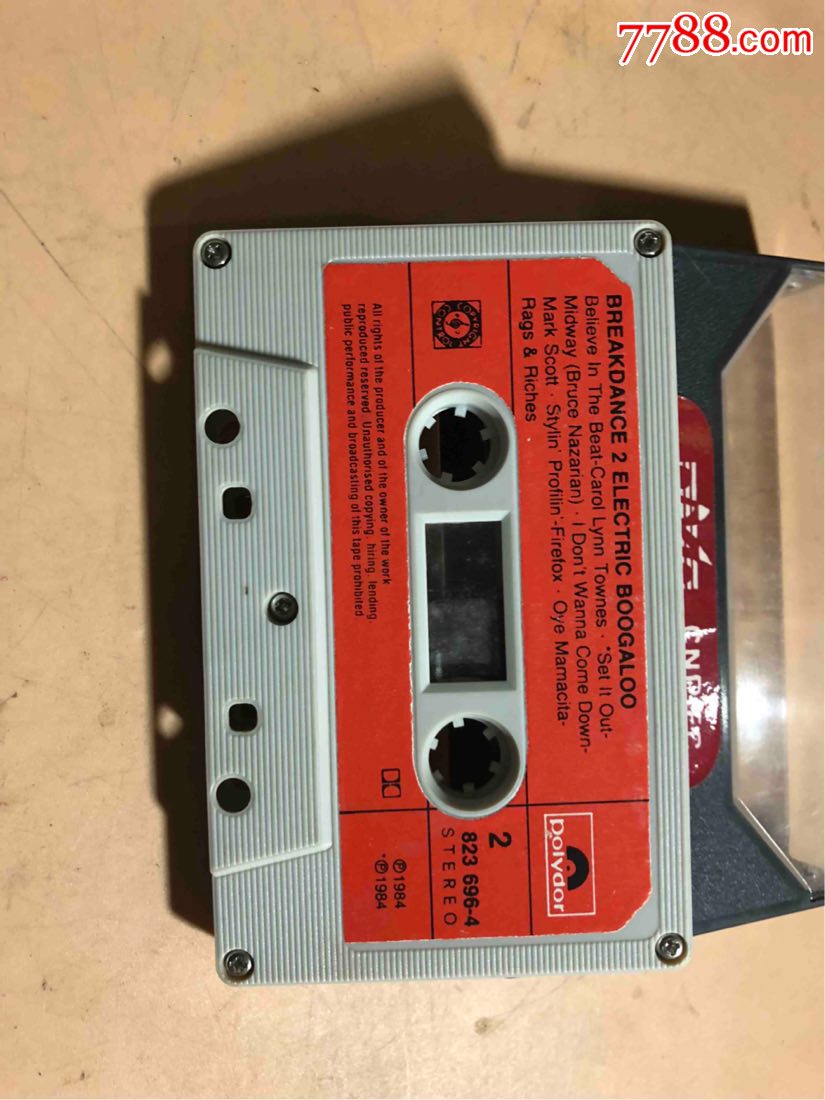 7788.com
BREAKDANCE 2 ELECTRIC BOOGALOO
Believe In The Beat-Carol Lynn Townes · *Set It Out-
Midway (Bruce Nazarian) · I Don't Wanna Come Down-
Mark Scott · Stylin' Profilin'-Firefox · Oye Mamacita-
Rags & Riches
COPYRIGHT CONTROL
All rights of the producer and of the owner of the work
reproduced reserved. Unauthorised copying, hiring, lending,
public performance and broadcasting of this tape prohibited
polydor
2
823 696-4
STEREO
℗1984
*℗1984